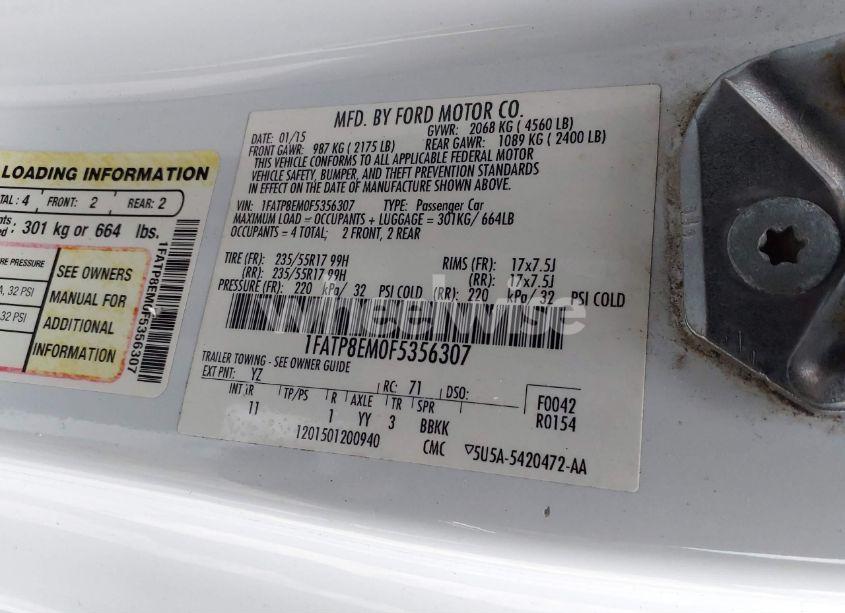 LOADING INFORMATION
TAL: 4 FRONT: 2 REAR: 2
301 kg or 664 lbs.
E PRESSURE
A, 32 PSI
32 PSI
SEE OWNERS
MANUAL FOR
ADDITIONAL
INFORMATION
1FATP8EM0F5356307
MFD. BY FORD MOTOR CO.
DATE: 01/15 GVWR: 2068 KG ( 4560 LB)
FRONT GAWR: 987 KG ( 2175 LB) REAR GAWR: 1089 KG ( 2400 LB)
THIS VEHICLE CONFORMS TO ALL APPLICABLE FEDERAL MOTOR
VEHICLE SAFETY, BUMPER, AND THEFT PREVENTION STANDARDS
IN EFFECT ON THE DATE OF MANUFACTURE SHOWN ABOVE.
VIN: 1FATP8EM0F5356307 TYPE: Passenger Car
MAXIMUM LOAD = OCCUPANTS + LUGGAGE = 301KG/ 664LB
OCCUPANTS = 4 TOTAL; 2 FRONT, 2 REAR
TIRE (FR): 235/55R17 99H RIMS (FR): 17x7.5J
(RR): 235/55R17 99H (RR): 17x7.5J
PRESSURE (FR): 220 kPa/ 32 PSI COLD (RR): 220 kPa/ 32 PSI COLD
Wheelwise
1FATP8EM0F5356307
TRAILER TOWING - SEE OWNER GUIDE
EXT PNT: YZ RC: 71 DSO:
INT TR TP/PS R AXLE TR SPR
11 1 YY 3 BBKK
1201501200940 CMC ▽5U5A-5420472-AA
F0042
R0154